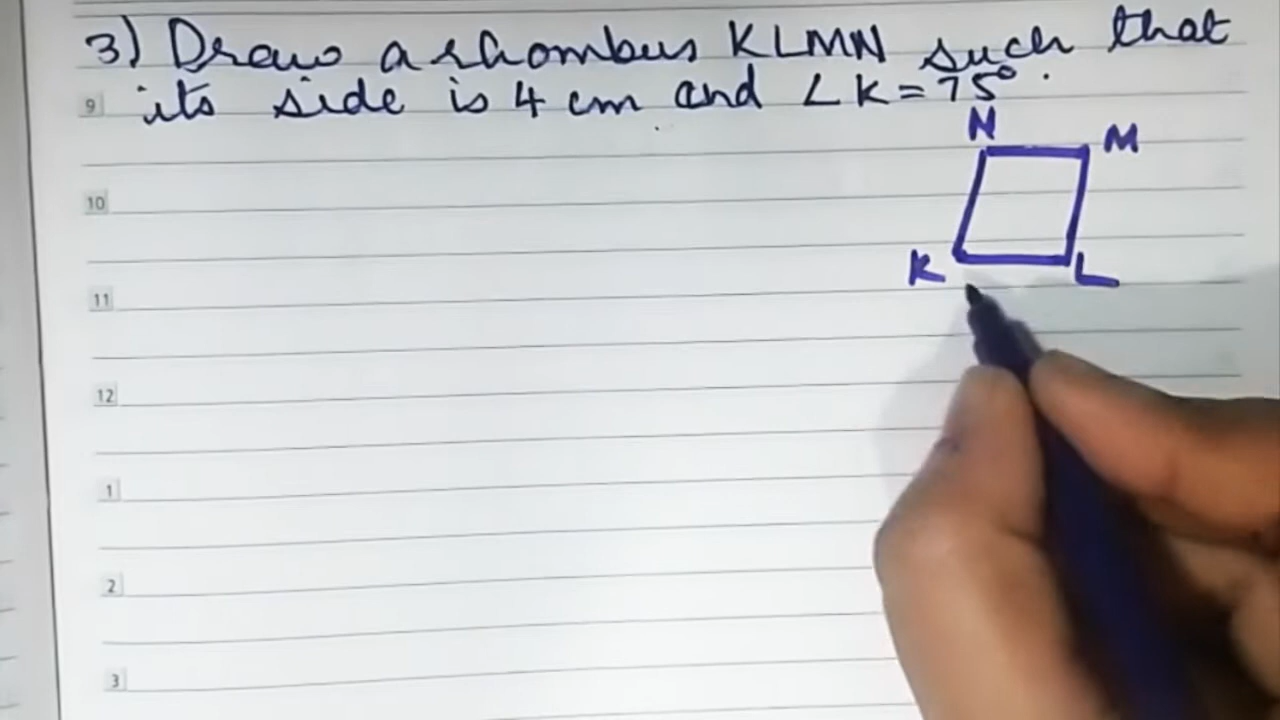 3) Draw a rhombus KLMN such that
its side is 4 cm and ∠K=75°.
N
M
K
L
9
10
11
12
1
2
3